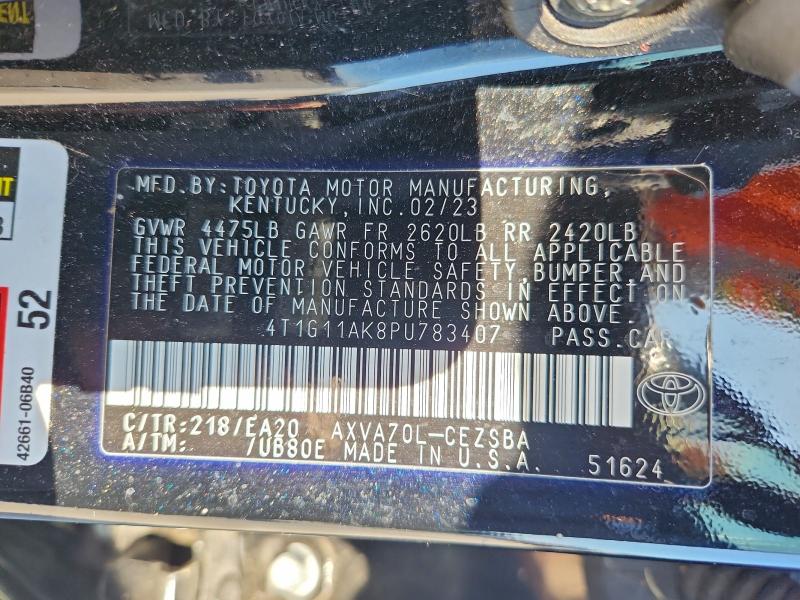 MFD.BY:TOYOTA MOTOR MANUFACTURING,
KENTUCKY,INC.02/23
GVWR 4475LB GAWR FR 2620LB RR 2420LB
THIS VEHICLE CONFORMS TO ALL APPLICABLE
FEDERAL MOTOR VEHICLE SAFETY,BUMPER,AND
THEFT PREVENTION STANDARDS IN EFFECT ON
THE DATE OF MANUFACTURE SHOWN ABOVE.
4T1G11AK8PU783407 PASS.CAR
C/TR:218/EA20 AXVA70L-CEZSBA
A/TM: /UB80E MADE IN U.S.A.
51624
52
42661-06B40